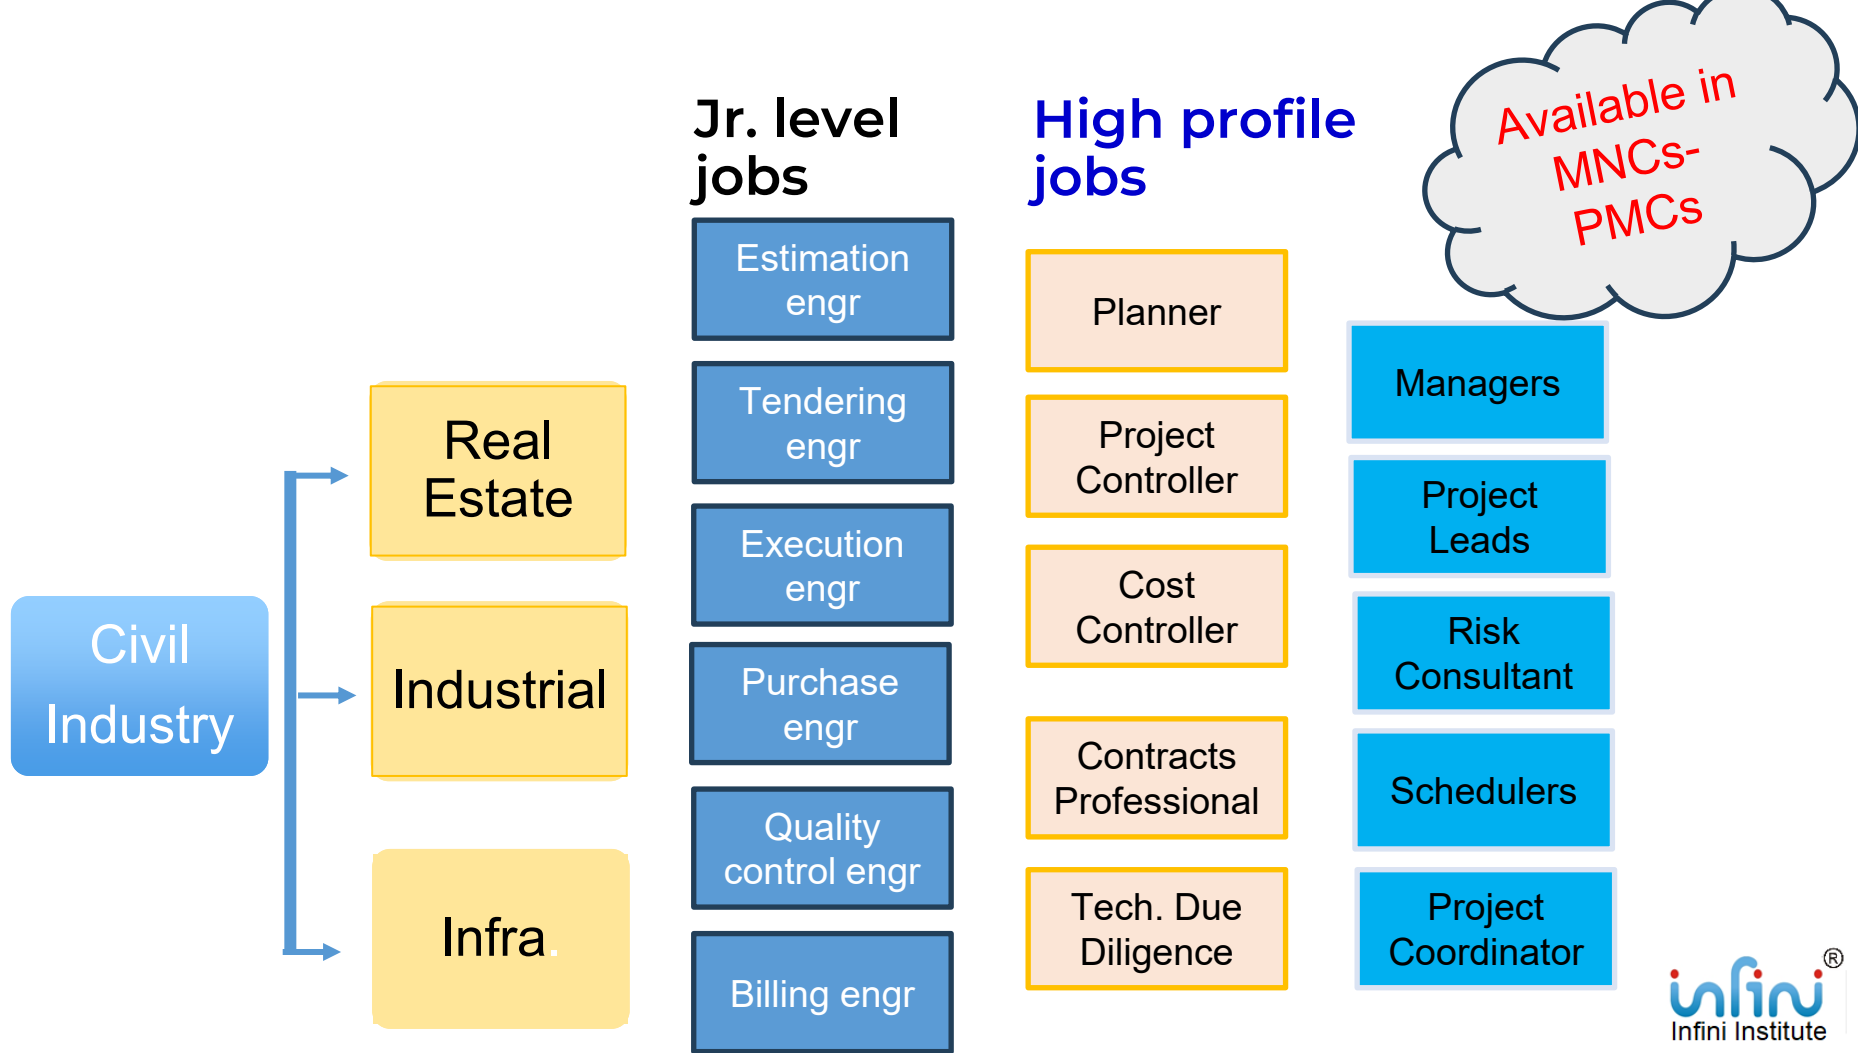 Civil
Industry
Real
Estate
Industrial
Infra.
Jr. level
jobs
Estimation
engr
Tendering
engr
Execution
engr
Purchase
engr
Quality
control engr
Billing engr
High profile
jobs
Planner
Project
Controller
Cost
Controller
Contracts
Professional
Tech. Due
Diligence
Available in
MNCs-
PMCs
Managers
Project
Leads
Risk
Consultant
Schedulers
Project
Coordinator
infini®
Infini Institute